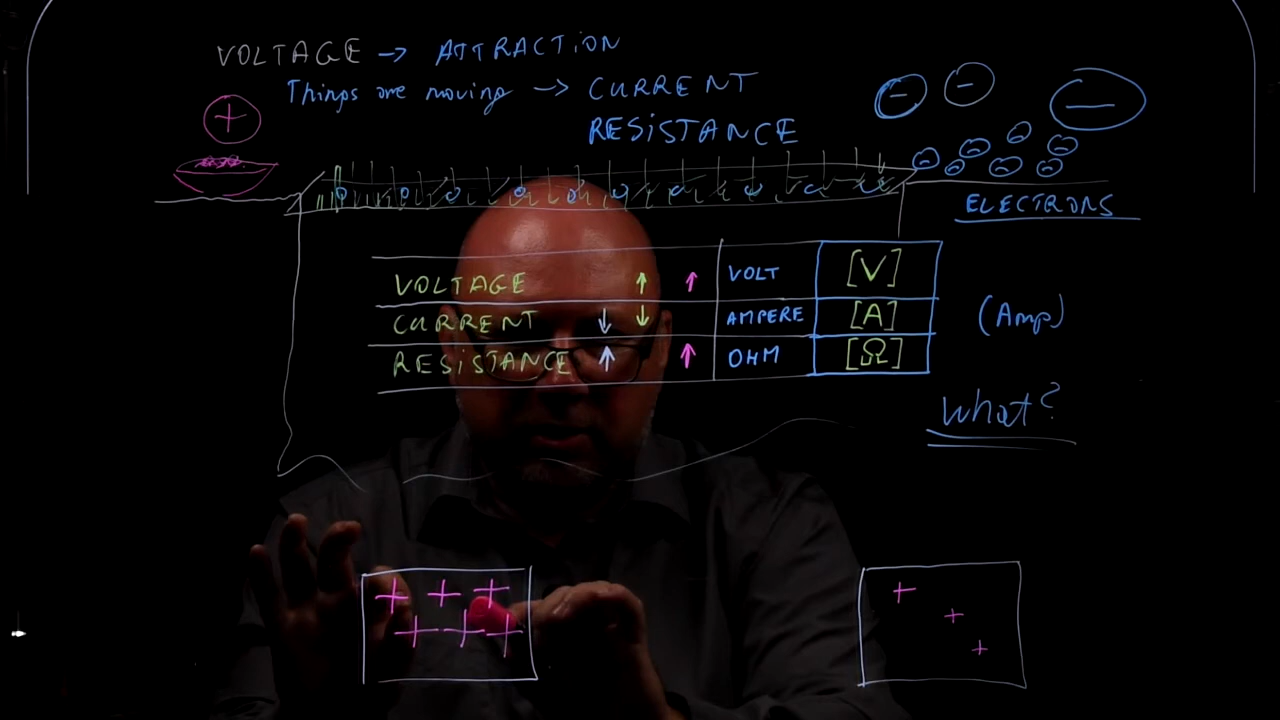 VOLTAGE → ATTRACTION
Things are moving → CURRENT
RESISTANCE
+
− − −
− − − − − − −
ELECTRONS
VOLTAGE ↑ ↑ VOLT [V]
CURRENT ↓ ↓ AMPERE [A] (Amp)
RESISTANCE ↑ ↑ OHM [Ω]
What?
+ + + +
+ + + +
+